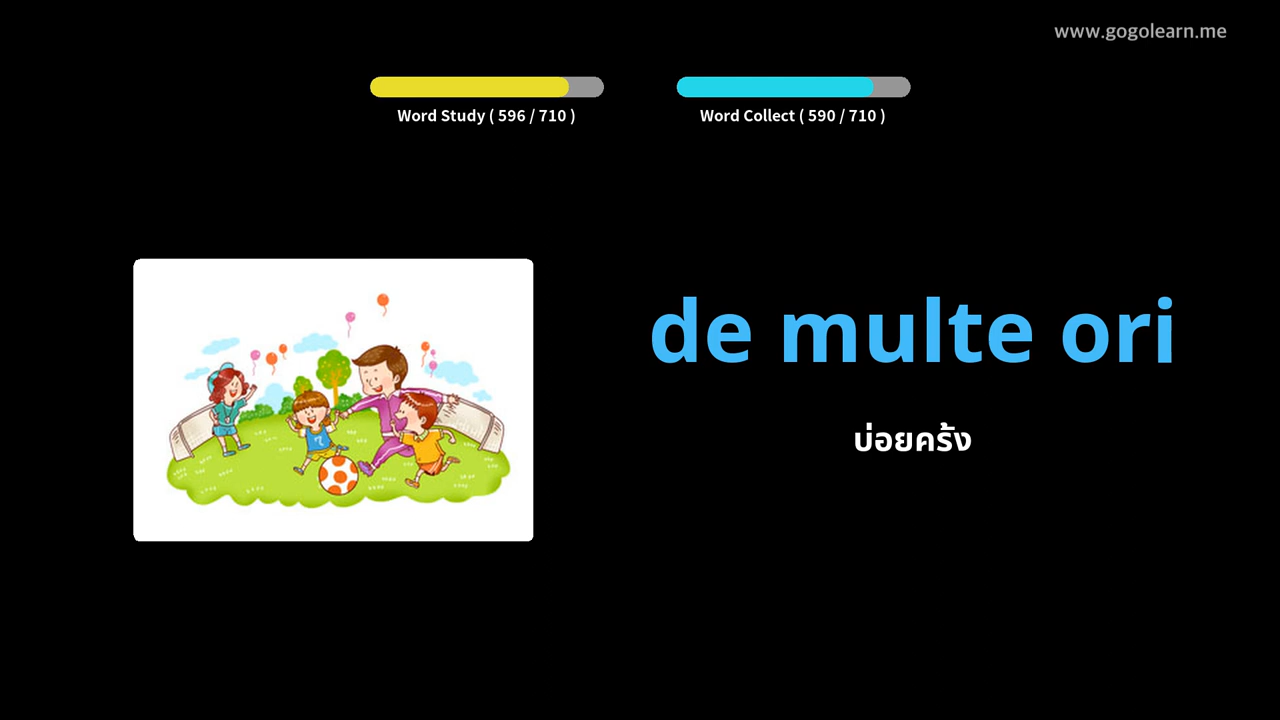 www.gogolearn.me
Word Study ( 596 / 710 )
Word Collect ( 590 / 710 )
de multe ori
บ่อยครั้ง